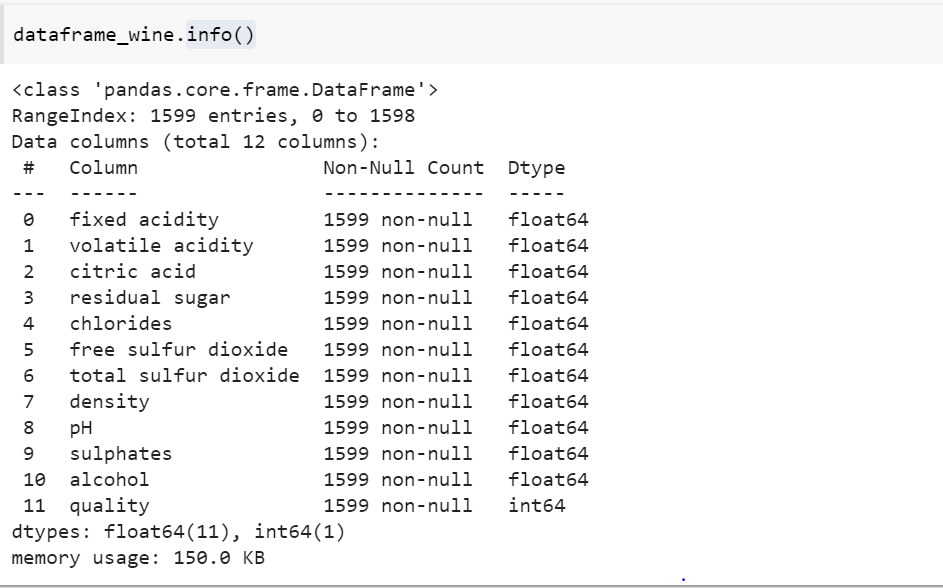 dataframe_wine.info()
<class 'pandas.core.frame.DataFrame'>
RangeIndex: 1599 entries, 0 to 1598
Data columns (total 12 columns):
 #   Column                Non-Null Count  Dtype
---  ------                --------------  -----
 0   fixed acidity         1599 non-null   float64
 1   volatile acidity      1599 non-null   float64
 2   citric acid           1599 non-null   float64
 3   residual sugar        1599 non-null   float64
 4   chlorides             1599 non-null   float64
 5   free sulfur dioxide   1599 non-null   float64
 6   total sulfur dioxide  1599 non-null   float64
 7   density               1599 non-null   float64
 8   pH                    1599 non-null   float64
 9   sulphates             1599 non-null   float64
 10  alcohol               1599 non-null   float64
 11  quality               1599 non-null   int64
dtypes: float64(11), int64(1)
memory usage: 150.0 KB